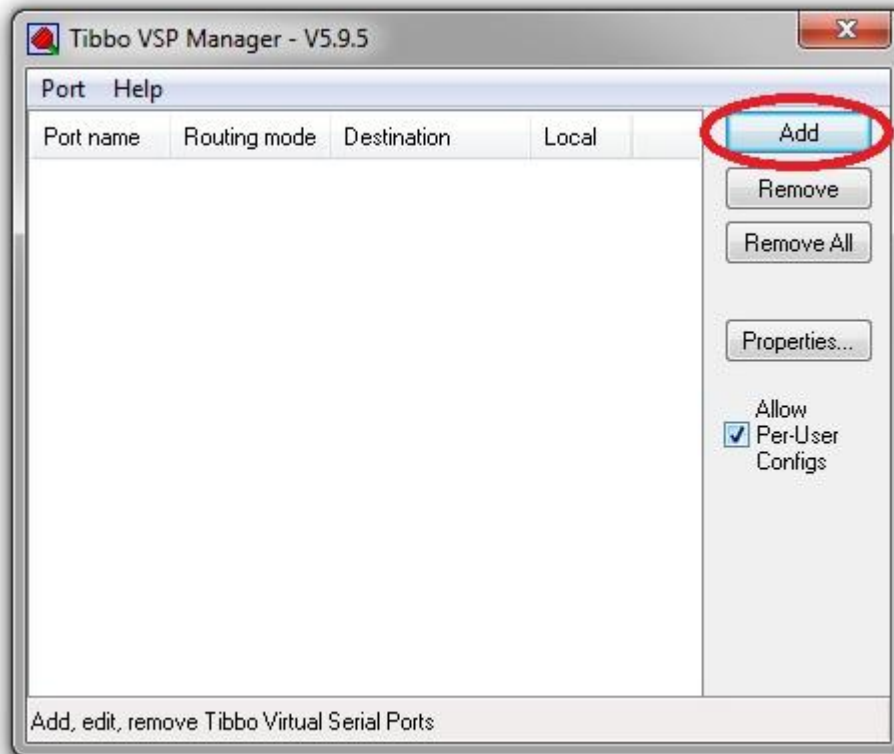 Tibbo VSP Manager - V5.9.5
Port Help
Port name Routing mode Destination Local
Add
Remove
Remove All
Properties...
Allow
Per-User
Configs
Add, edit, remove Tibbo Virtual Serial Ports